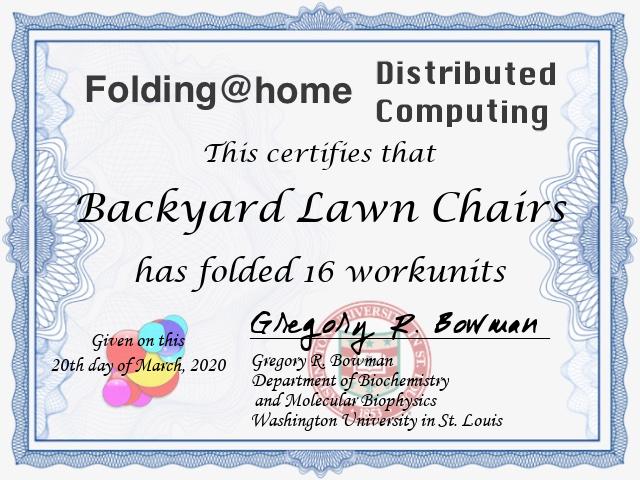 Folding@home
Distributed
Computing
This certifies that
Backyard Lawn Chairs
has folded 16 workunits
Given on this
20th day of March, 2020
Gregory R. Bowman
Gregory R. Bowman
Department of Biochemistry
and Molecular Biophysics
Washington University in St. Louis